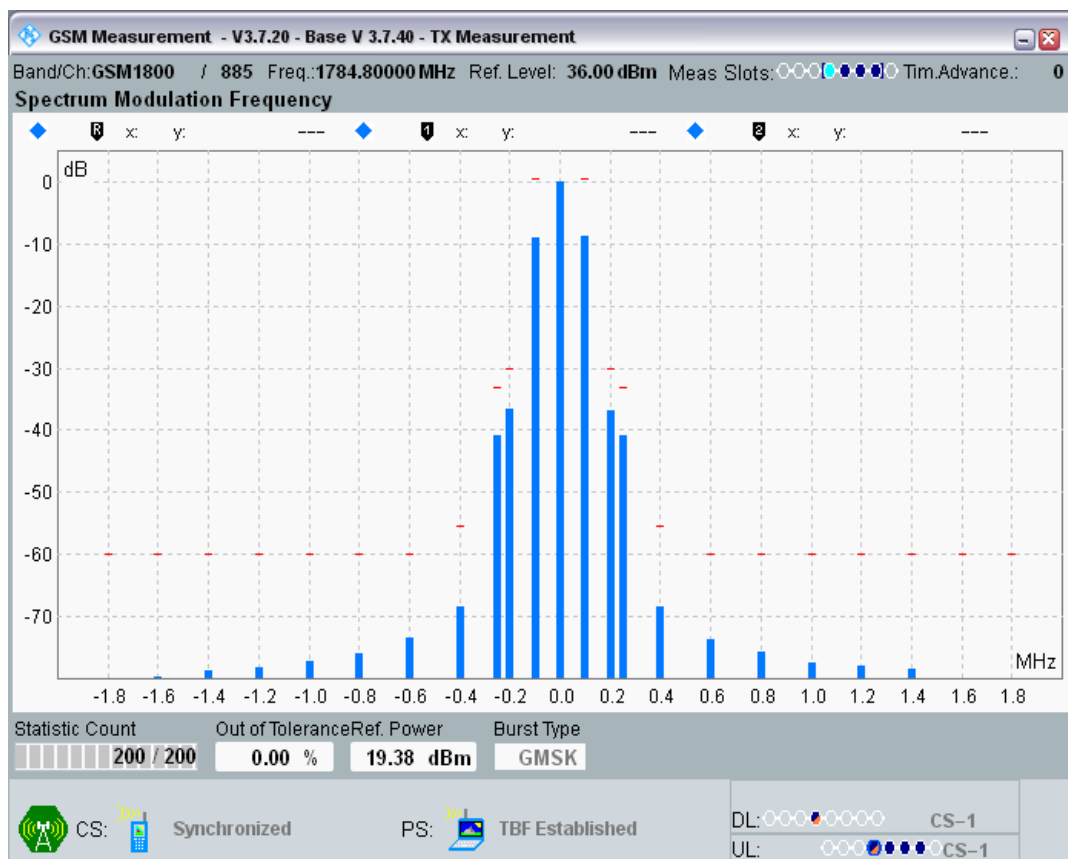 GSM Measurement - V3.7.20 - Base V 3.7.40 - TX Measurement
Band/Ch:GSM1800 / 885 Freq.:1784.80000 MHz Ref. Level: 36.00 dBm Meas Slots: Tim.Advance.: 0
Spectrum Modulation Frequency
R x: y: --- 1 x: y: --- 2 x: y: ---
dB
0
-10
-20
-30
-40
-50
-60
-70
MHz
-1.8 -1.6 -1.4 -1.2 -1.0 -0.8 -0.6 -0.4 -0.2 0.0 0.2 0.4 0.6 0.8 1.0 1.2 1.4 1.6 1.8
Statistic Count Out of Tolerance Ref. Power Burst Type
200 / 200 0.00 % 19.38 dBm GMSK
CS: Synchronized PS: TBF Established DL: CS-1
UL: CS-1